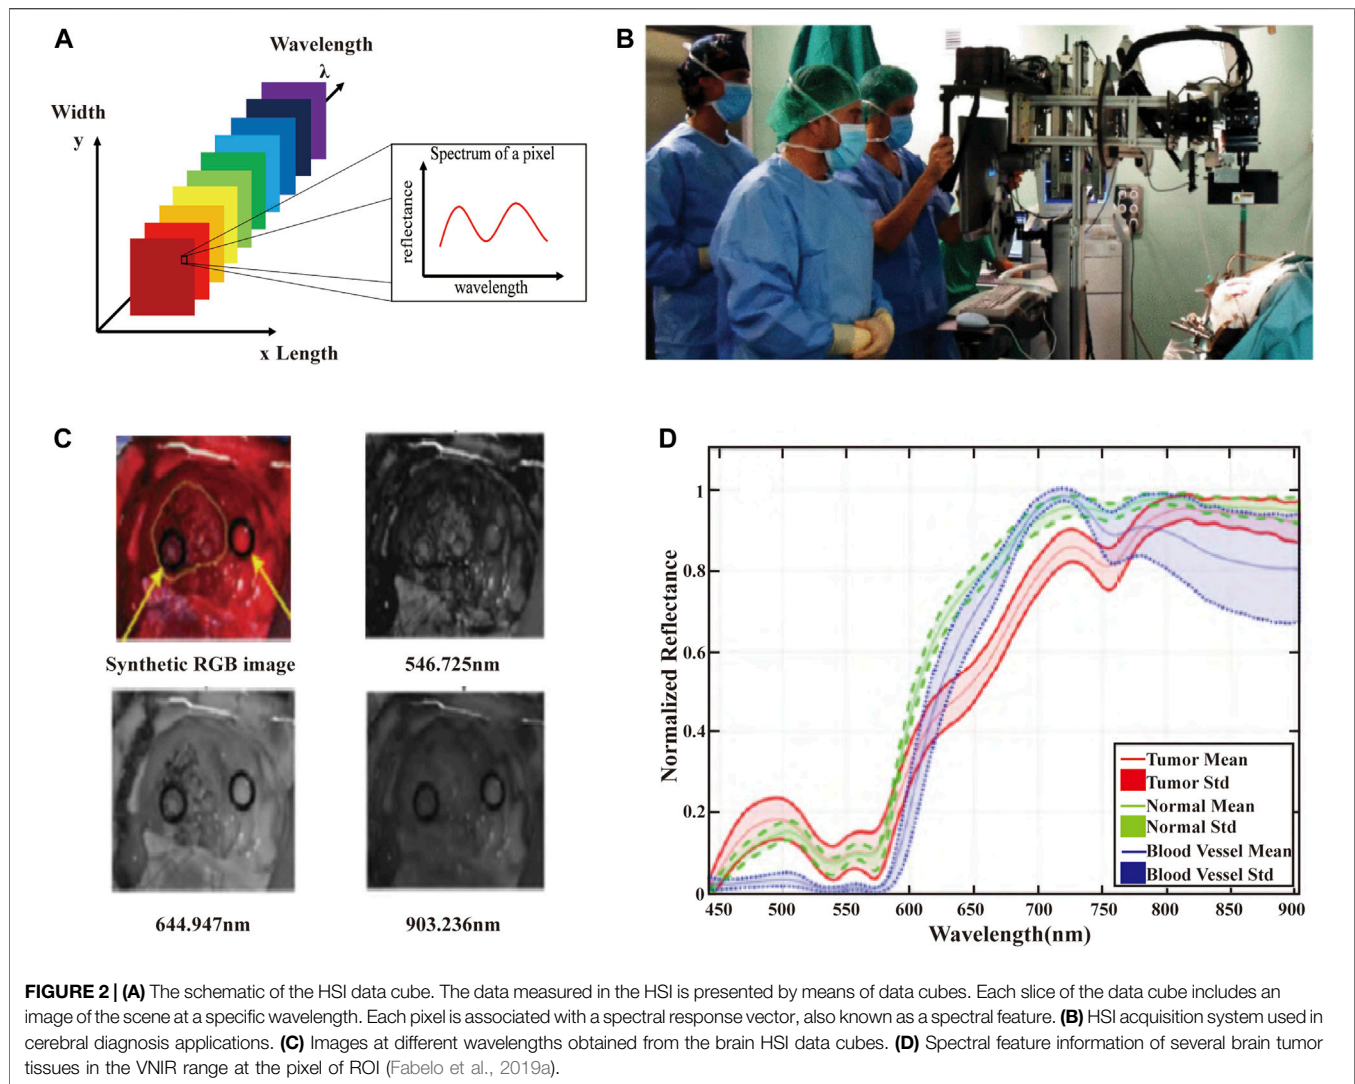 A
Wavelength
λ
Width
y
Spectrum of a pixel
reflectance
wavelength
x Length
B
C
Synthetic RGB image
546.725nm
644.947nm
903.236nm
D
Normalized Reflectance
1
0.8
0.6
0.4
0.2
0
450 500 550 600 650 700 750 800 850 900
Wavelength(nm)
Tumor Mean
Tumor Std
Normal Mean
Normal Std
Blood Vessel Mean
Blood Vessel Std
FIGURE 2 | (A) The schematic of the HSI data cube. The data measured in the HSI is presented by means of data cubes. Each slice of the data cube includes an
image of the scene at a specific wavelength. Each pixel is associated with a spectral response vector, also known as a spectral feature. (B) HSI acquisition system used in
cerebral diagnosis applications. (C) Images at different wavelengths obtained from the brain HSI data cubes. (D) Spectral feature information of several brain tumor
tissues in the VNIR range at the pixel of ROI (Fabelo et al., 2019a).